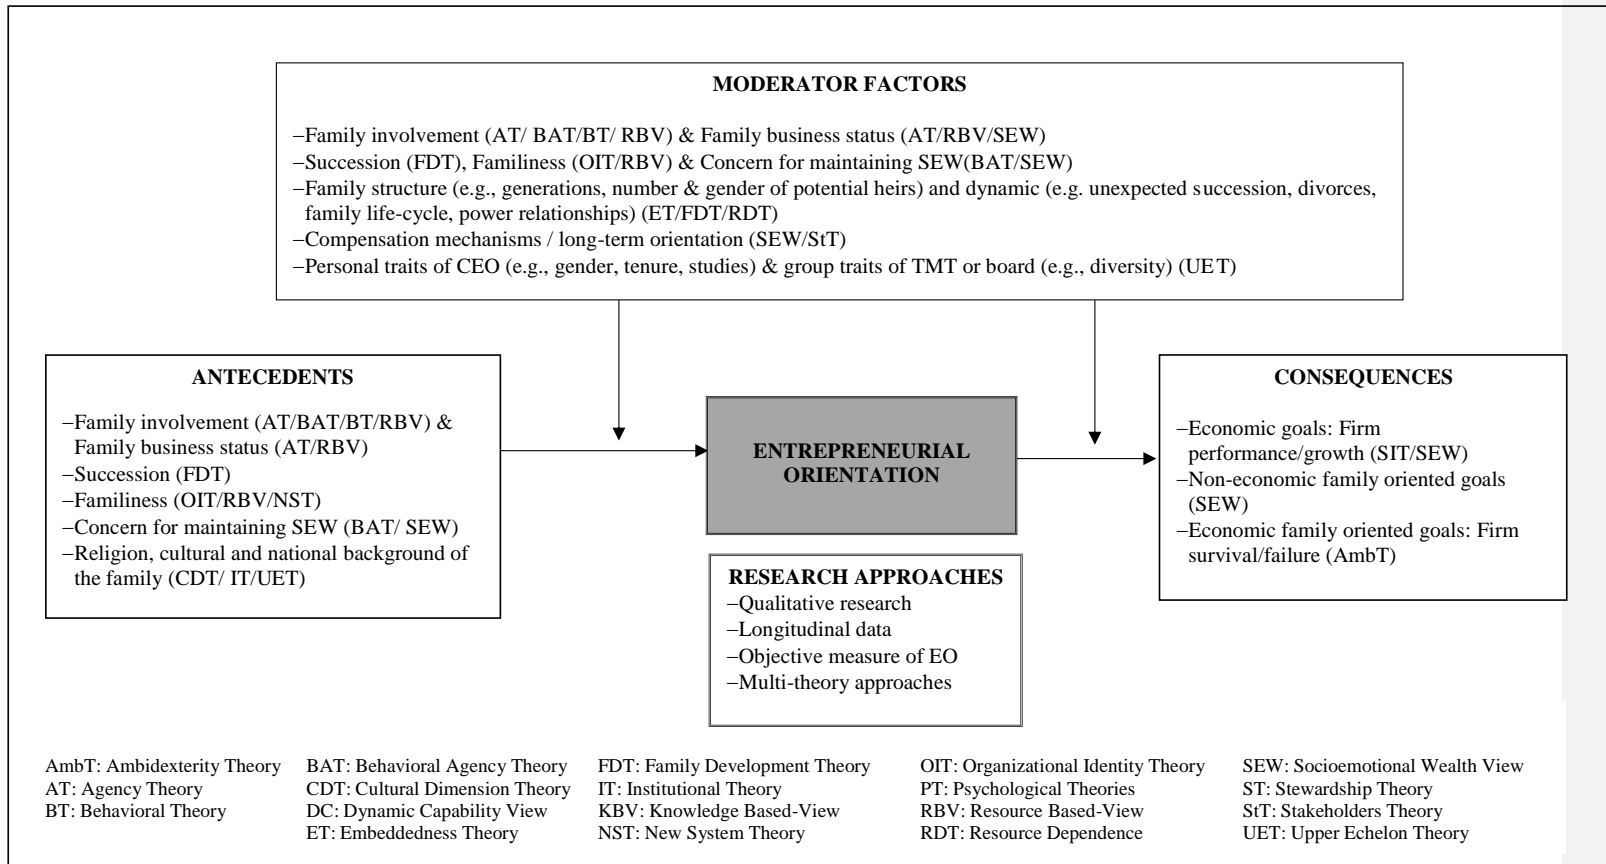 MODERATOR FACTORS
–Family involvement (AT/ BAT/BT/ RBV) & Family business status (AT/RBV/SEW)
–Succession (FDT), Familiness (OIT/RBV) & Concern for maintaining SEW(BAT/SEW)
–Family structure (e.g., generations, number & gender of potential heirs) and dynamic (e.g. unexpected succession, divorces,
family life-cycle, power relationships) (ET/FDT/RDT)
–Compensation mechanisms / long-term orientation (SEW/StT)
–Personal traits of CEO (e.g., gender, tenure, studies) & group traits of TMT or board (e.g., diversity) (UET)
ANTECEDENTS
–Family involvement (AT/BAT/BT/RBV) &
Family business status (AT/RBV)
–Succession (FDT)
–Familiness (OIT/RBV/NST)
–Concern for maintaining SEW (BAT/ SEW)
–Religion, cultural and national background of
the family (CDT/ IT/UET)
ENTREPRENEURIAL
ORIENTATION
CONSEQUENCES
–Economic goals: Firm
performance/growth (SIT/SEW)
–Non-economic family oriented goals
(SEW)
–Economic family oriented goals: Firm
survival/failure (AmbT)
RESEARCH APPROACHES
–Qualitative research
–Longitudinal data
–Objective measure of EO
–Multi-theory approaches
AmbT: Ambidexterity Theory
AT: Agency Theory
BT: Behavioral Theory
BAT: Behavioral Agency Theory
CDT: Cultural Dimension Theory
DC: Dynamic Capability View
ET: Embeddedness Theory
FDT: Family Development Theory
IT: Institutional Theory
KBV: Knowledge Based-View
NST: New System Theory
OIT: Organizational Identity Theory
PT: Psychological Theories
RBV: Resource Based-View
RDT: Resource Dependence
SEW: Socioemotional Wealth View
ST: Stewardship Theory
StT: Stakeholders Theory
UET: Upper Echelon Theory